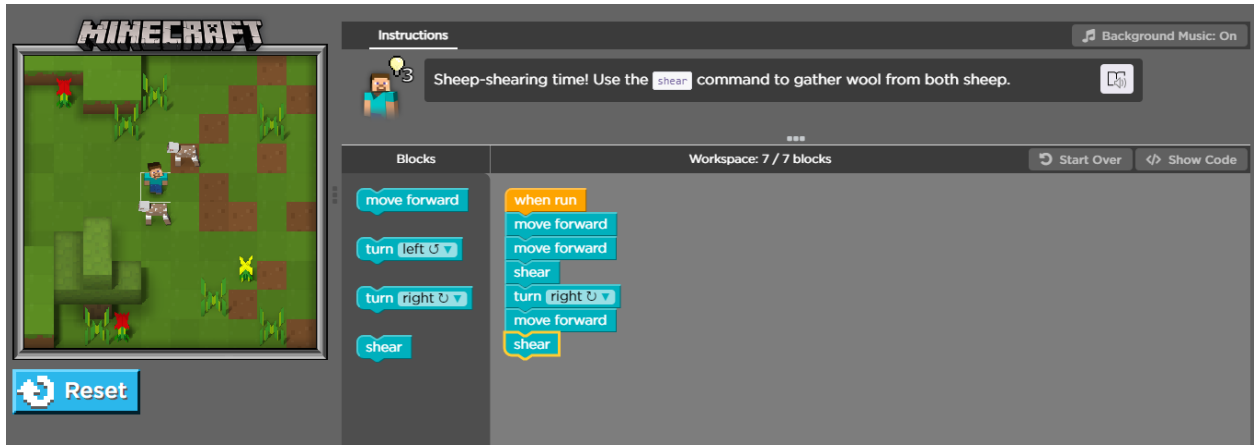 MINECRAFT
Instructions
Background Music: On
3
Sheep-shearing time! Use the shear command to gather wool from both sheep.
Blocks
Workspace: 7 / 7 blocks
Start Over
</> Show Code
move forward
turn left ↺ ▼
turn right ↻ ▼
shear
when run
move forward
move forward
shear
turn right ↻ ▼
move forward
shear
Reset